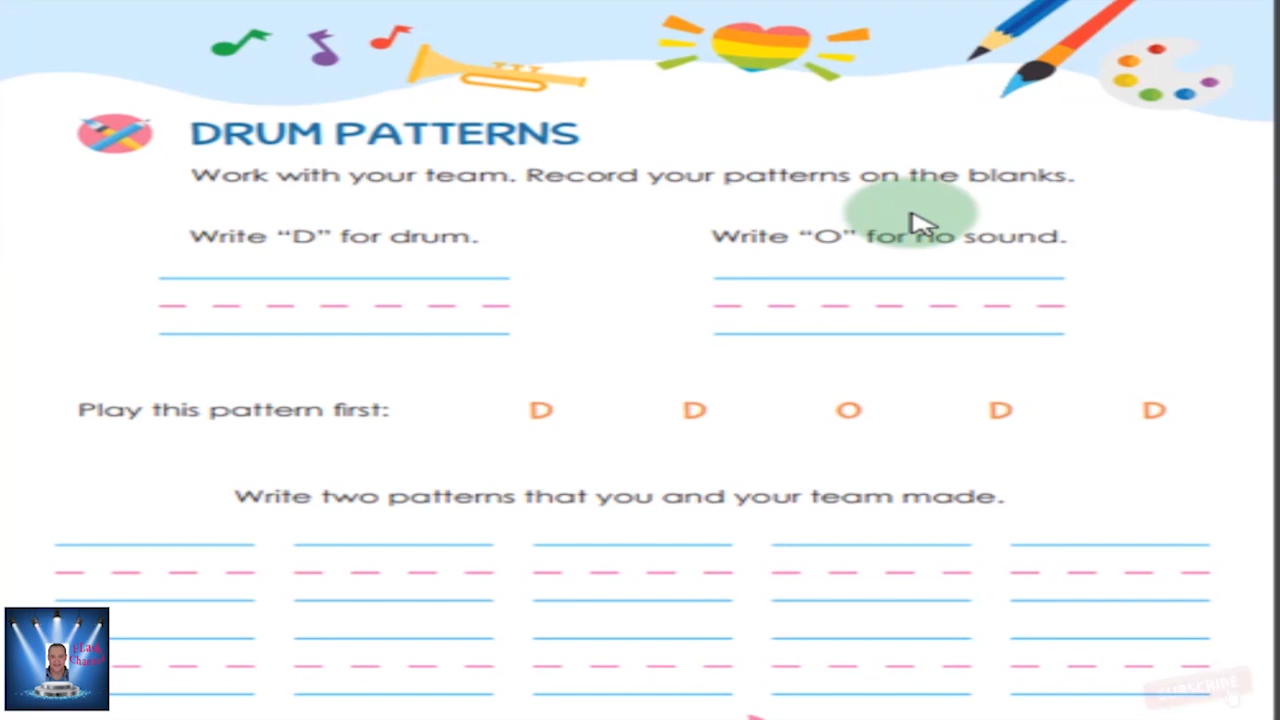 DRUM PATTERNS
Work with your team. Record your patterns on the blanks.
Write “D” for drum. Write “O” for no sound.
Play this pattern first: D D O D D
Write two patterns that you and your team made.
SUBSCRIBE